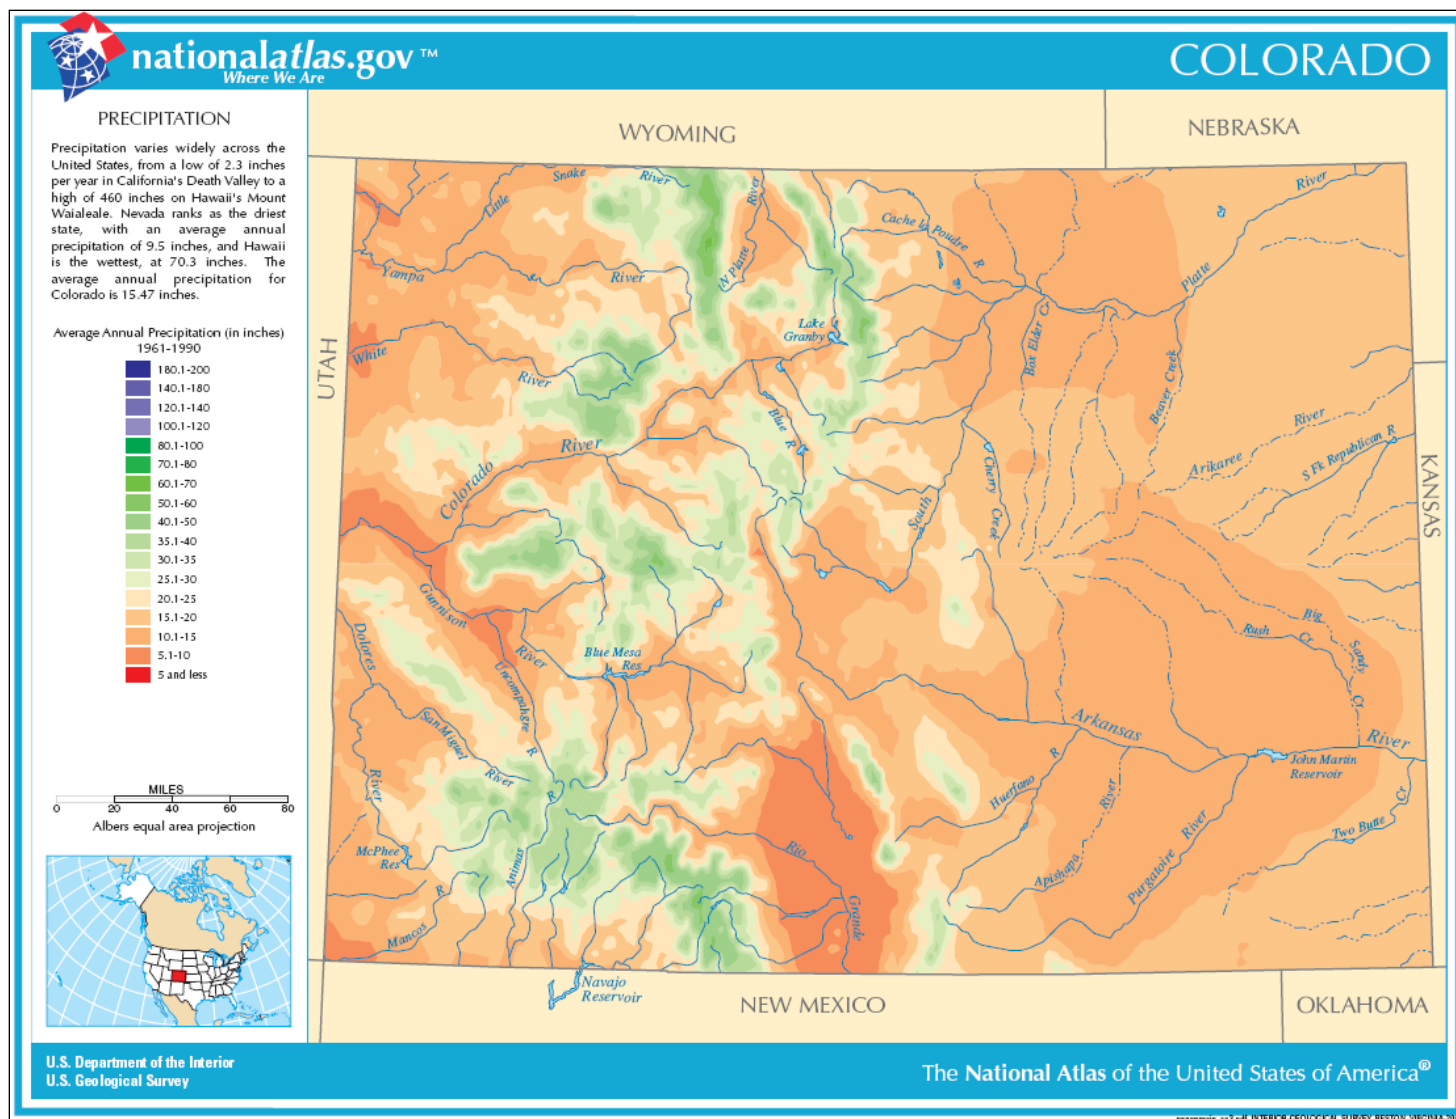 nationalatlas.gov ™
Where We Are
COLORADO
PRECIPITATION
Precipitation varies widely across the
United States, from a low of 2.3 inches
per year in California's Death Valley to a
high of 460 inches on Hawaii's Mount
Waialeale. Nevada ranks as the driest
state, with an average annual
precipitation of 9.5 inches, and Hawaii
is the wettest, at 70.3 inches. The
average annual precipitation for
Colorado is 15.47 inches.
Average Annual Precipitation (in inches)
1961-1990
180.1-200
140.1-180
120.1-140
100.1-120
80.1-100
70.1-80
60.1-70
50.1-60
40.1-50
35.1-40
30.1-35
25.1-30
20.1-25
15.1-20
10.1-15
5.1-10
5 and less
MILES
0 20 40 60 80
Albers equal area projection
WYOMING
NEBRASKA
UTAH
KANSAS
NEW MEXICO
OKLAHOMA
Little Snake River
Yampa River
White River
N Platte River
Cache la Poudre R
Lake
Granby
Blue R
Colorado River
Box Elder Cr
Cherry Creek
South Platte River
Beaver Creek
Arikaree River
S Fk Republican R
Gunnison River
Dolores River
Uncompahgre R
San Miguel River
Blue Mesa
Res
Big Sandy Cr
Rush Cr
Arkansas River
John Martin
Reservoir
Huerfano R
Apishapa River
Purgatoire River
Two Butte Cr
McPhee
Res
Mancos R
Animas R
Rio Grande
Navajo
Reservoir
U.S. Department of the Interior
U.S. Geological Survey
The National Atlas of the United States of America®
INTERIOR-GEOLOGICAL SURVEY, RESTON, VIRGINIA-20